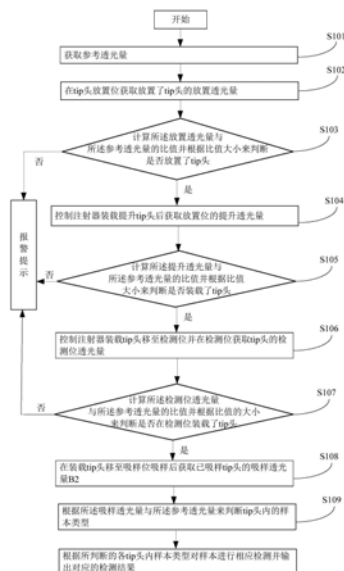 开始
S101
获取参考透光量
S102
在tip头放置位获取放置了tip头的放置透光量
S103
计算所述放置透光量与
所述参考透光量的比值并根据比值大小来判断
是否放置了tip头
否
是
S104
控制注射器装载提升tip头后获取放置位的提升透光量
报警提示
S105
计算所述提升透光量与
所述参考透光量的比值并根据比值
大小来判断是否装载了tip头
否
是
S106
控制注射器装载tip头移至检测位并在检测位获取tip头的
检测位透光量
S107
计算所述检测位透光量
与所述参考透光量的比值并根据比值的大小
来判断是否在检测位装载了tip头
否
是
S108
在装载tip头移至吸样位吸样后获取已吸样tip头的吸样透光
量B2
S109
根据所述吸样透光量与所述参考透光量来判断tip头内的样
本类型
根据所判断的各tip头内样本类型对样本进行相应检测并输
出对应的检测结果